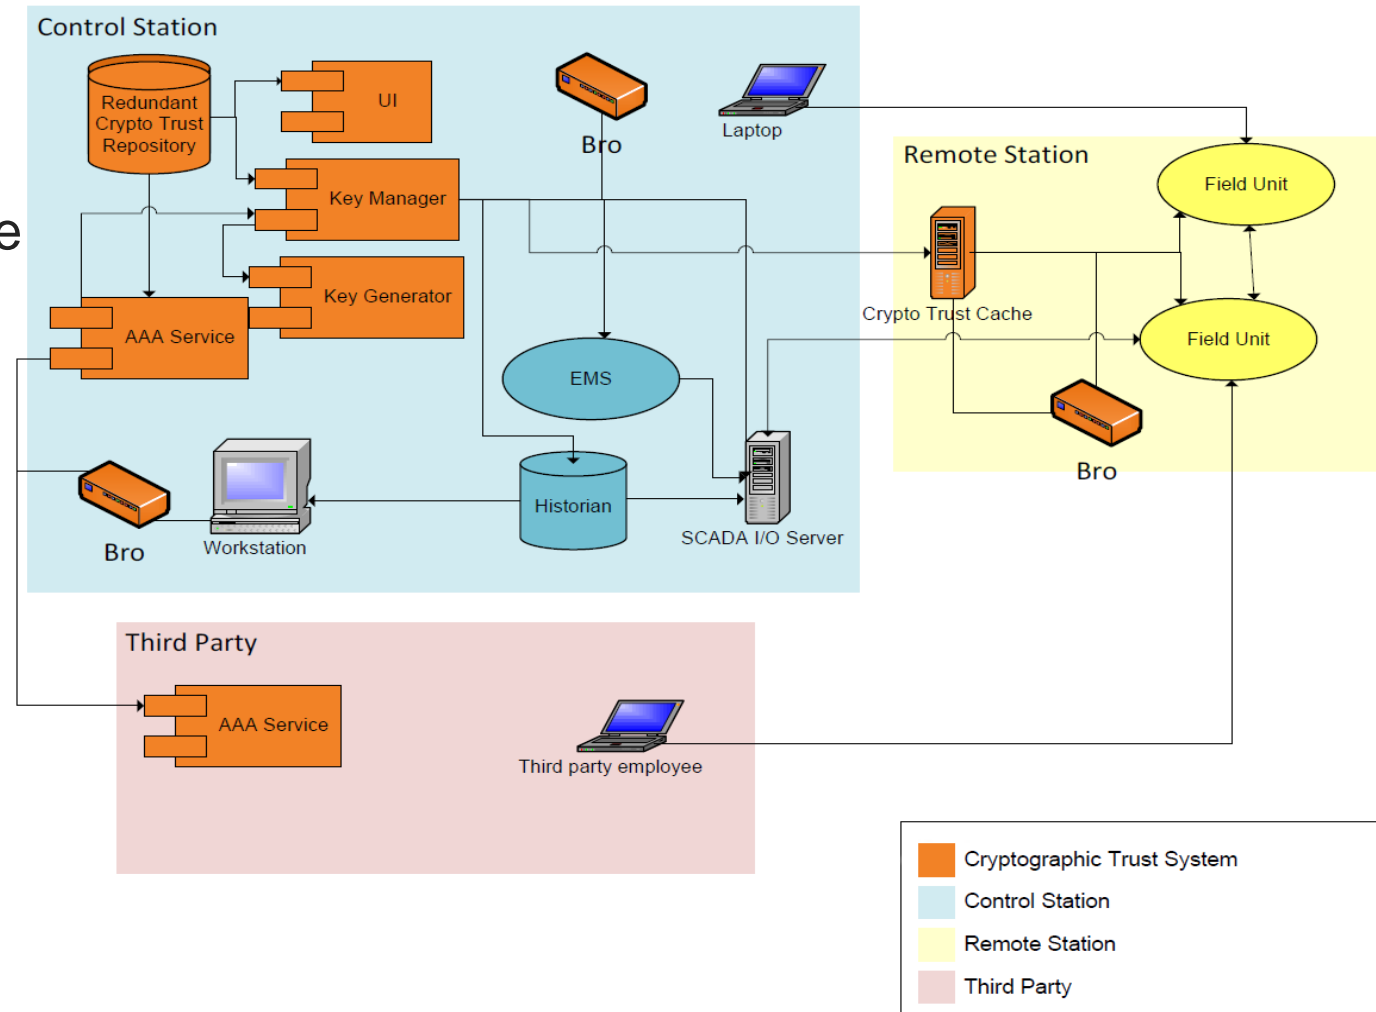 Control Station
Redundant
Crypto Trust
Repository
UI
Bro
Laptop
Remote Station
Field Unit
Key Manager
e
Key Generator
Crypto Trust Cache
AAA Service
Field Unit
EMS
Bro
Historian
SCADA I/O Server
Bro
Workstation
Third Party
AAA Service
Third party employee
Cryptographic Trust System
Control Station
Remote Station
Third Party